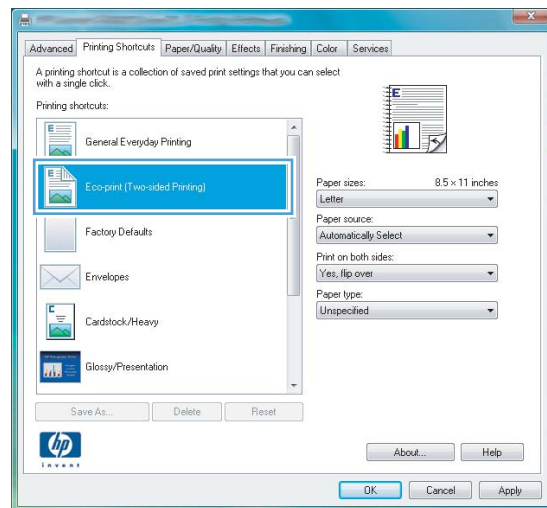 Advanced Printing Shortcuts Paper/Quality Effects Finishing Color Services
A printing shortcut is a collection of saved print settings that you can select
with a single click.
Printing shortcuts:
General Everyday Printing
Eco-print (Two-sided Printing)
Factory Defaults
Envelopes
Cardstock/Heavy
Glossy/Presentation
E
E
E
C
Paper sizes: 8.5 × 11 inches
Letter
Paper source:
Automatically Select
Print on both sides:
Yes, flip over
Paper type:
Unspecified
Save As... Delete Reset
hp
invent
About... Help
OK Cancel Apply